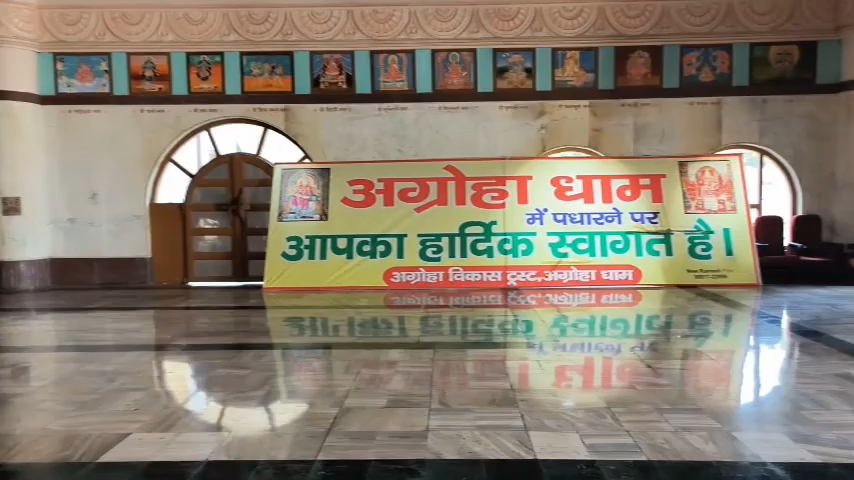 अग्रोहा धाम
में पधारने पर
आपका हार्दिक स्वागत है।
अग्रोहा विकास ट्रस्ट,अग्रोहा धाम